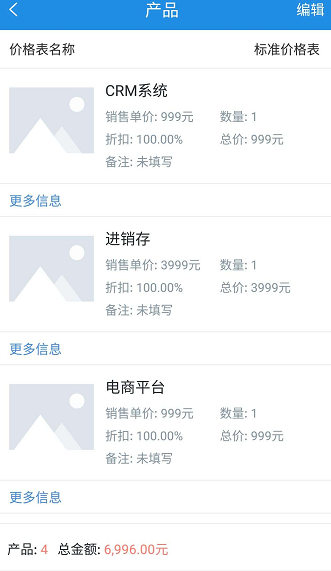 产品 编辑
价格表名称 标准价格表
CRM系统
销售单价: 999元 数量: 1
折扣: 100.00% 总价: 999元
备注: 未填写
更多信息
进销存
销售单价: 3999元 数量: 1
折扣: 100.00% 总价: 3999元
备注: 未填写
更多信息
电商平台
销售单价: 999元 数量: 1
折扣: 100.00% 总价: 999元
备注: 未填写
更多信息
产品: 4 总金额: 6,996.00元